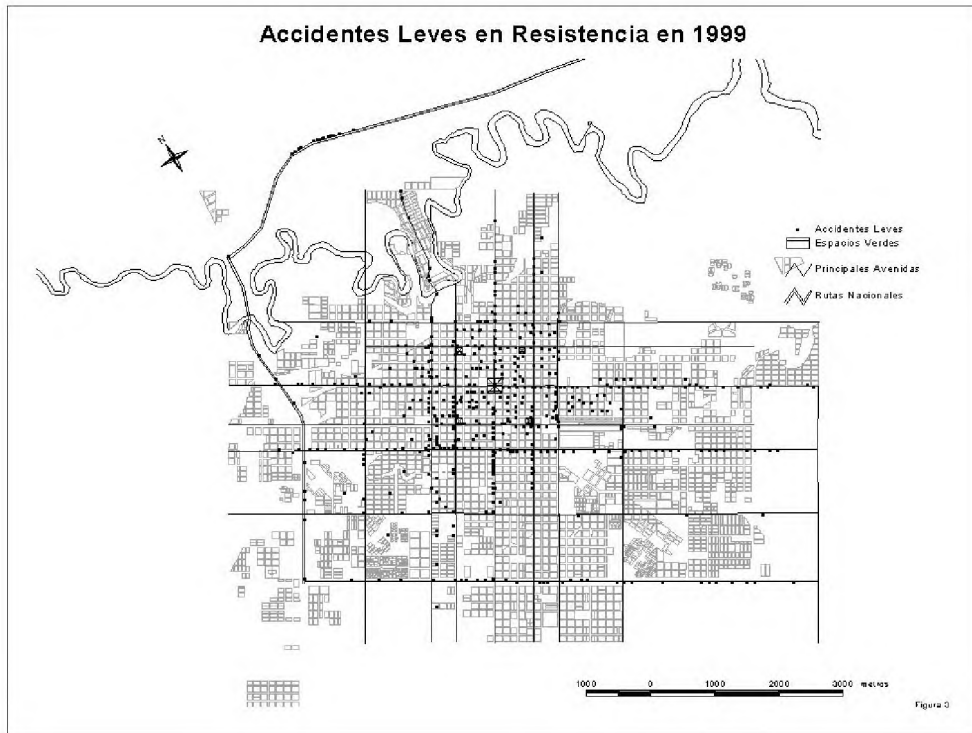 Accidentes Leves en Resistencia en 1999
N
Accidentes Leves
Espacios Verdes
Principales Avenidas
Rutas Nacionales
1000 0 1000 2000 3000 metros
Figura 3